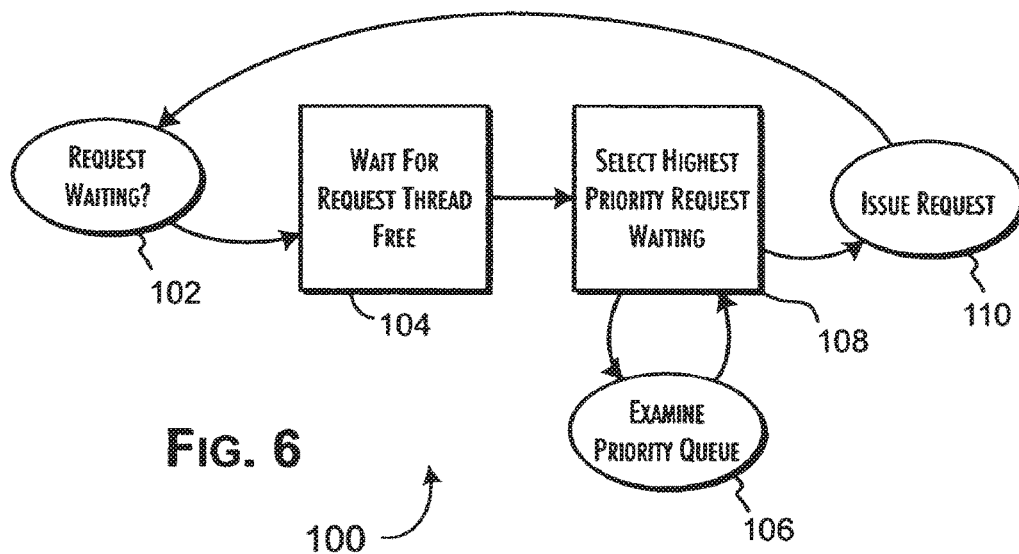 REQUEST
WAITING?
102
WAIT FOR
REQUEST THREAD
FREE
104
SELECT HIGHEST
PRIORITY REQUEST
WAITING
108
ISSUE REQUEST
110
EXAMINE
PRIORITY QUEUE
106
FIG. 6
100